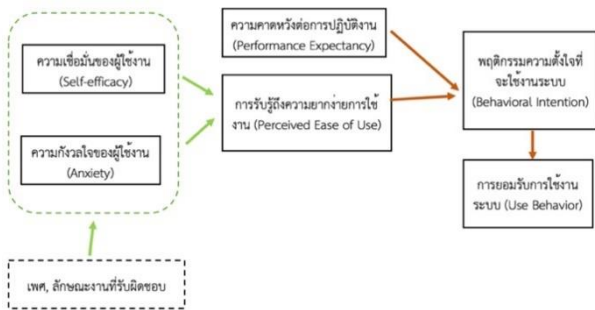 ความเชื่อมั่นของผู้ใช้งาน
(Self-efficacy)
ความกังวลใจของผู้ใช้งาน
(Anxiety)
เพศ, ลักษณะงานที่รับผิดชอบ
ความคาดหวังต่อการปฏิบัติงาน
(Performance Expectancy)
การรับรู้ถึงความยากง่ายการใช้
งาน (Perceived Ease of Use)
พฤติกรรมความตั้งใจที่
จะใช้งานระบบ
(Behavioral Intention)
การยอมรับการใช้งาน
ระบบ (Use Behavior)